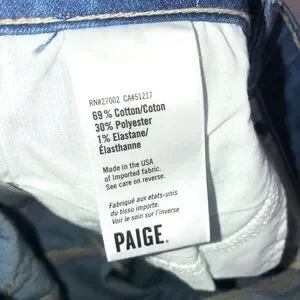 RN#27002 CA#51217
69% Cotton/Coton
30% Polyester
1% Elastane/
Élasthanne
Made in the USA
of Imported fabric.
See care on reverse.
Fabriqué aux etats-unis
du tissu importe.
Voir le soin sur l'inverse
PAIGE.